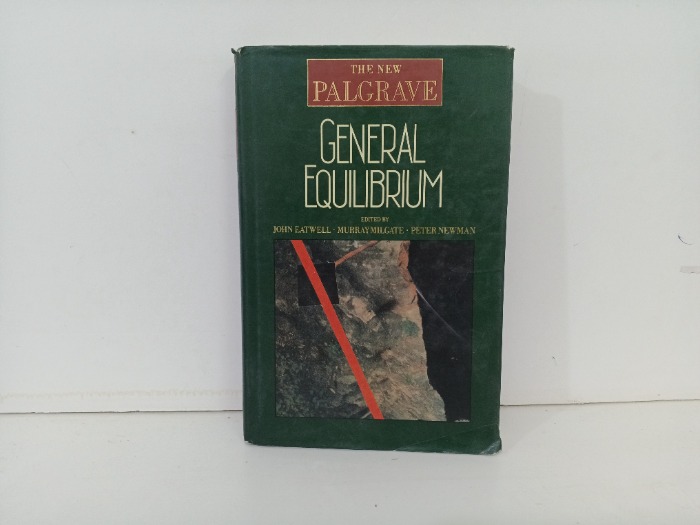 THE NEW
PALGRAVE
GENERAL
EQUILIBRIUM
EDITED BY
JOHN EATWELL · MURRAY MILGATE · PETER NEWMAN